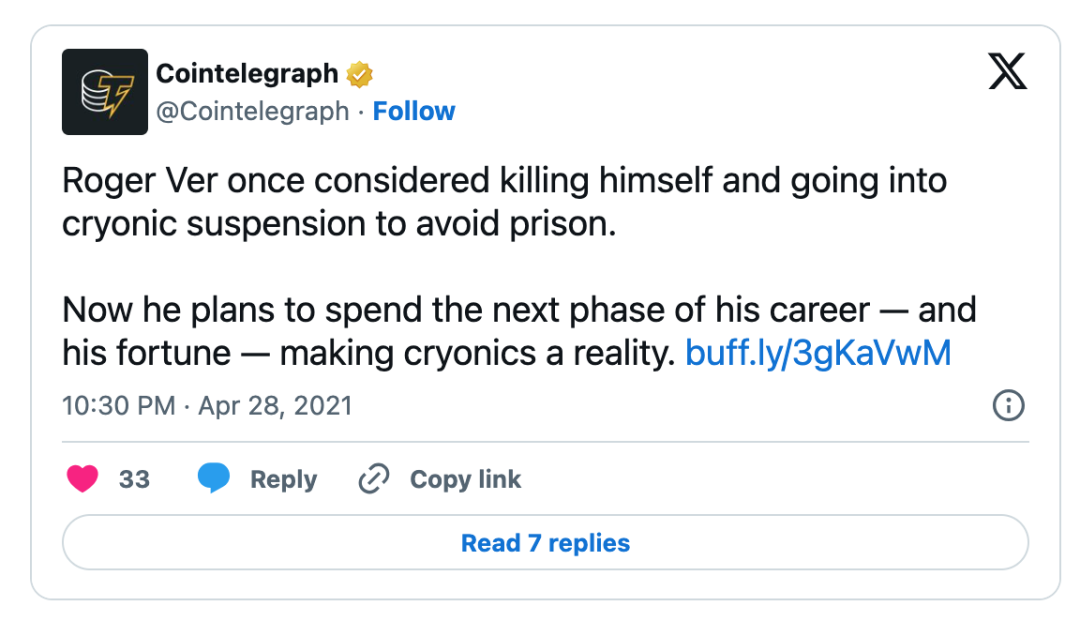 Cointelegraph
@Cointelegraph · Follow
Roger Ver once considered killing himself and going into
cryonic suspension to avoid prison.
Now he plans to spend the next phase of his career — and
his fortune — making cryonics a reality. buff.ly/3gKaVwM
10:30 PM · Apr 28, 2021
33 Reply Copy link
Read 7 replies